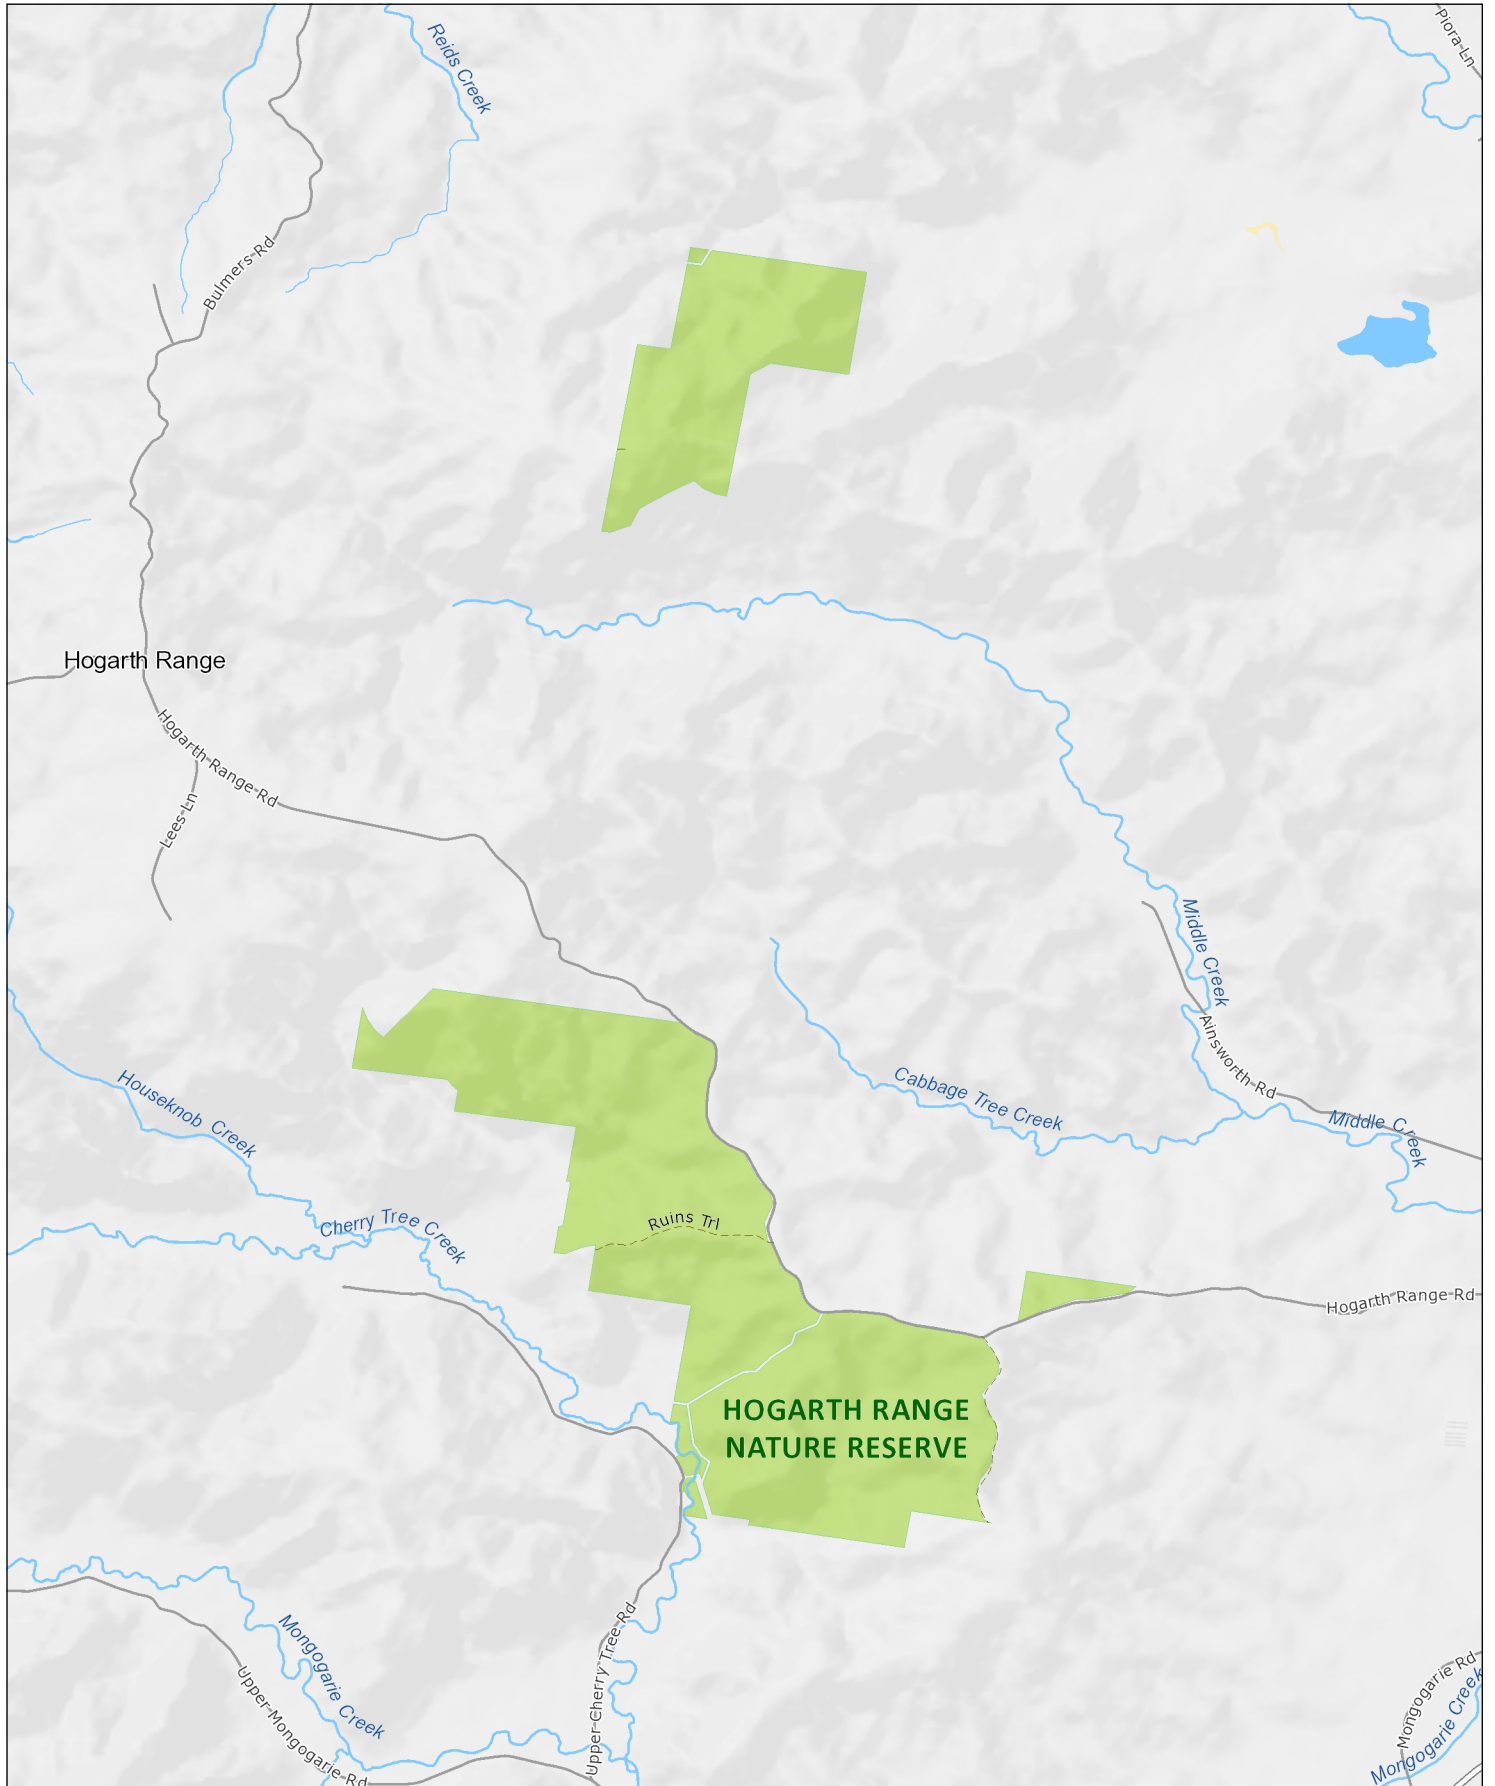 Piora Ln
Reids Creek
Bulmers Rd
Hogarth Range
Hogarth Range Rd
Lees Ln
Middle Creek
Ainsworth Rd
Cabbage Tree Creek
Middle Creek
Houseknob Creek
Cherry Tree Creek
Ruins Trl
Hogarth Range Rd
HOGARTH RANGE
NATURE RESERVE
Mongogarie Creek
Upper Mongogarie Rd
Upper Cherry Tree Rd
Mongogarie Rd
Mongogarie Creek